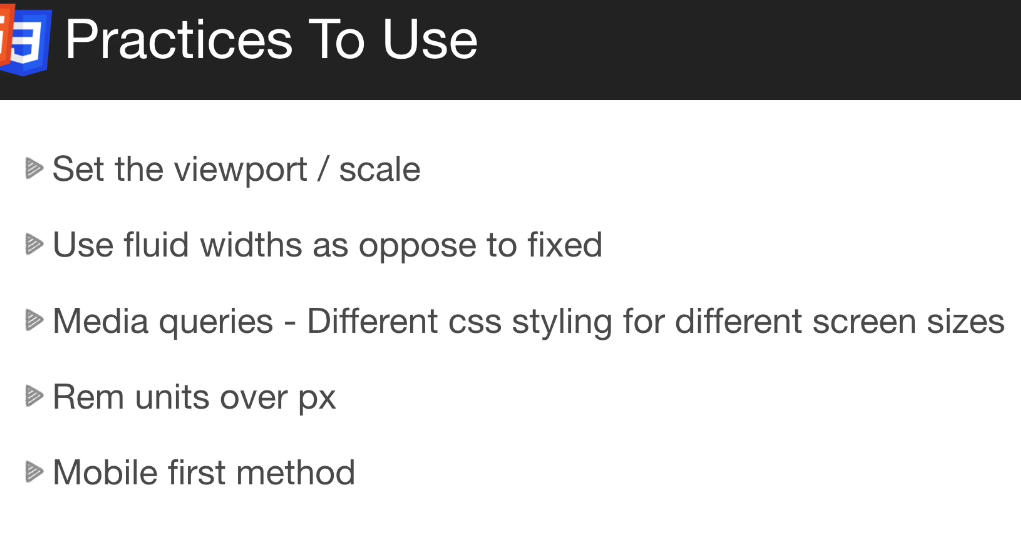 Practices To Use
Set the viewport / scale
Use fluid widths as oppose to fixed
Media queries - Different css styling for different screen sizes
Rem units over px
Mobile first method